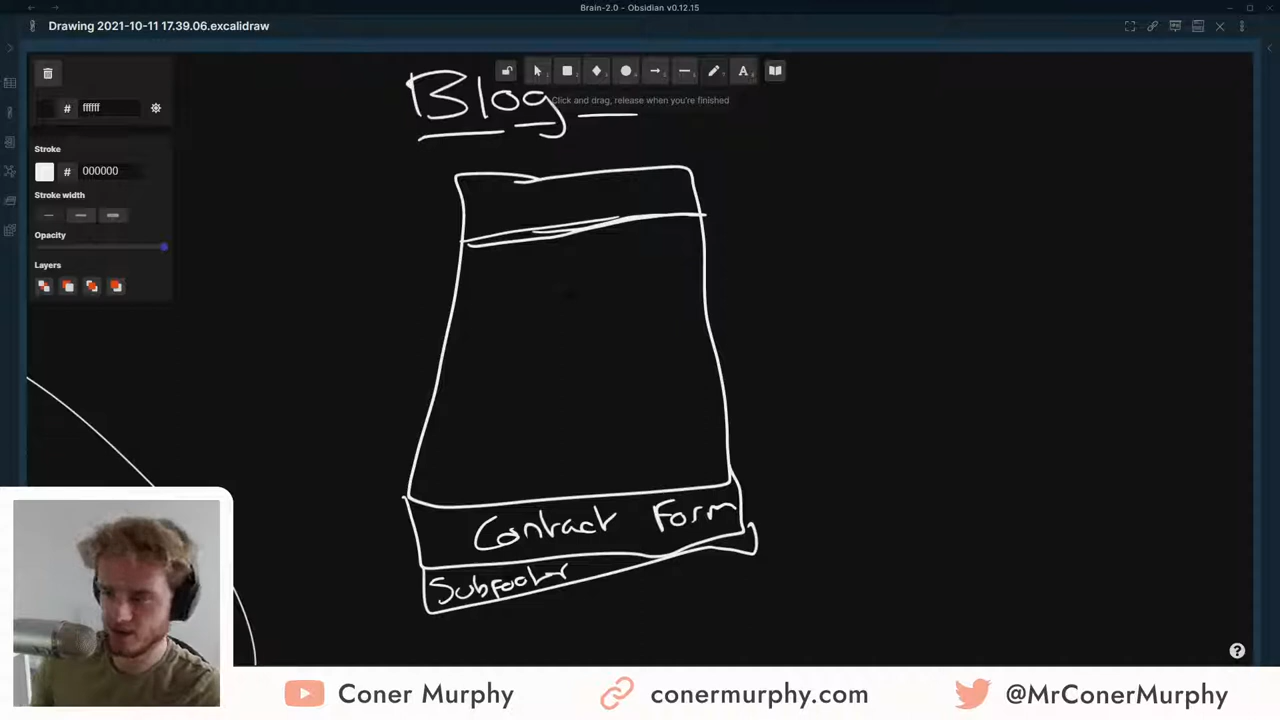 Brain-2.0 - Obsidian v0.12.15
Drawing 2021-10-11 17.39.06.excalidraw
Click and drag, release when you're finished
# ffffff
Stroke
# 000000
Stroke width
Opacity
Layers
A
?
Blog
Contract Form
Subfooter
Coner Murphy
conermurphy.com
@MrConerMurphy